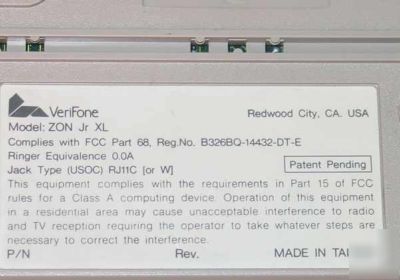 VeriFone
Redwood City, CA. USA
Model: ZON Jr XL
Complies with FCC Part 68, Reg.No. B326BQ-14432-DT-E
Ringer Equivalence 0.0A
Patent Pending
Jack Type (USOC) RJ11C [or W]
This equipment complies with the requirements in Part 15 of FCC
rules for a Class A computing device. Operation of this equipment
in a residential area may cause unacceptable interference to radio
and TV reception requiring the operator to take whatever steps are
necessary to correct the interference.
P/N Rev. MADE IN